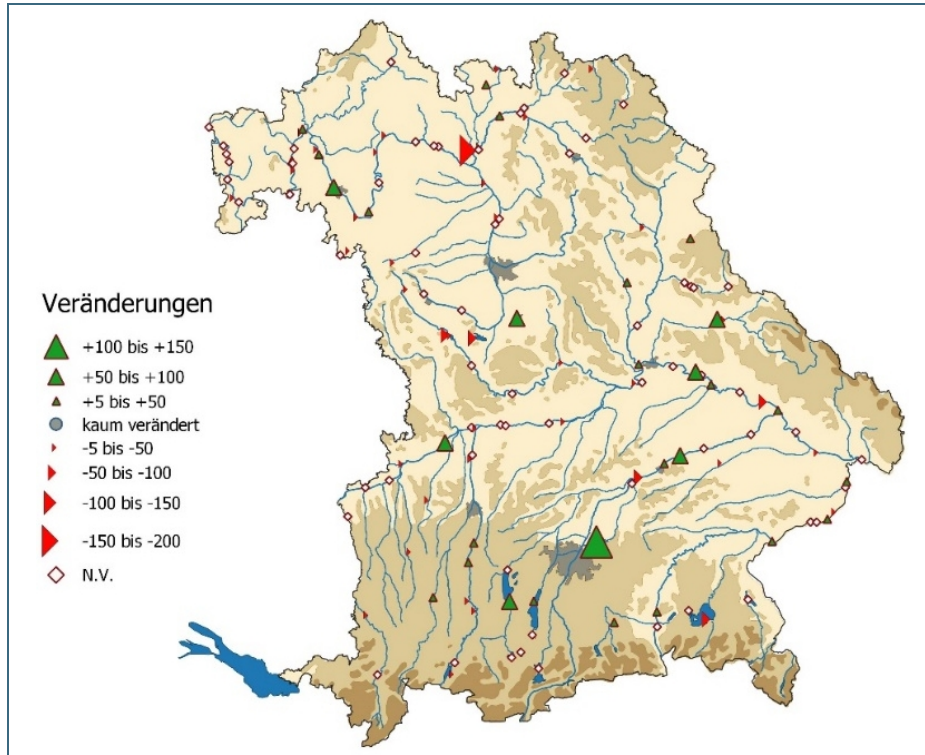 Veränderungen
+100 bis +150
+50 bis +100
+5 bis +50
kaum verändert
-5 bis -50
-50 bis -100
-100 bis -150
-150 bis -200
N.V.